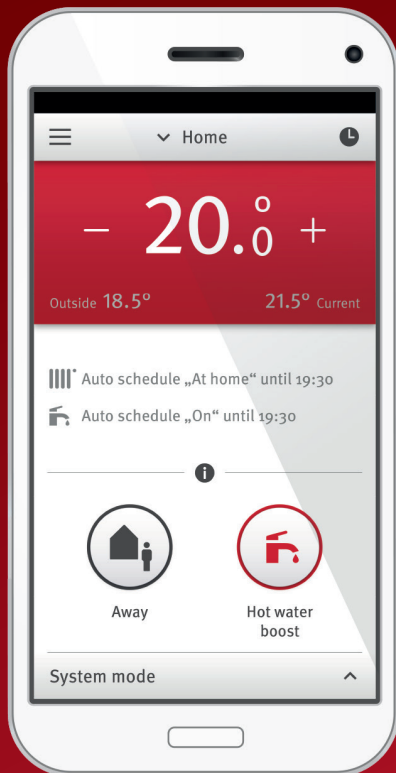 Home
− 20.0° +
Outside 18.5° 21.5° Current
Auto schedule „At home“ until 19:30
Auto schedule „On“ until 19:30
i
Away
Hot water
boost
System mode